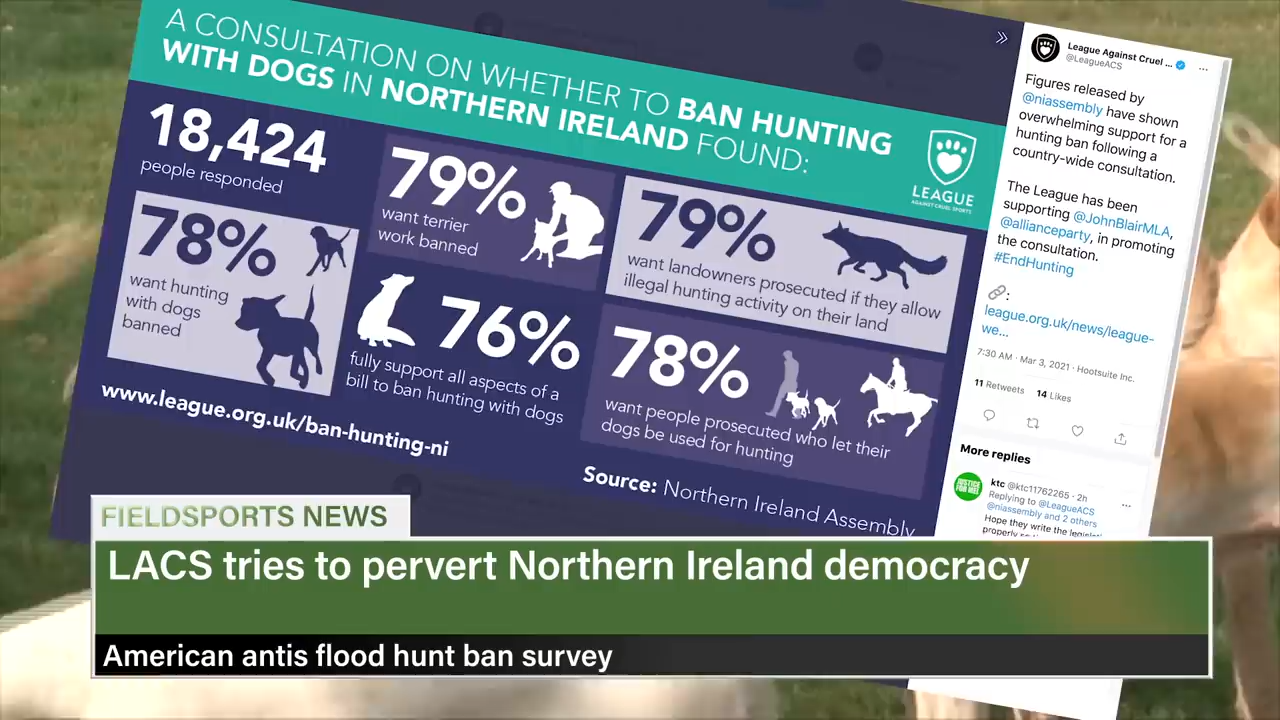 A CONSULTATION ON WHETHER TO BAN HUNTING
WITH DOGS IN NORTHERN IRELAND FOUND:
LEAGUE
AGAINST CRUEL SPORTS
18,424
people responded
79%
want terrier
work banned
79%
want landowners prosecuted if they allow
illegal hunting activity on their land
78%
want hunting
with dogs
banned
76%
fully support all aspects of a
bill to ban hunting with dogs
78%
want people prosecuted who let their
dogs be used for hunting
www.league.org.uk/ban-hunting-ni
Source: Northern Ireland Assembly
League Against Cruel ...
@LeagueACS
Figures released by
@niassembly have shown
overwhelming support for a
hunting ban following a
country-wide consultation.
The League has been
supporting @JohnBlairMLA,
@allianceparty, in promoting
the consultation.
#EndHunting
:
league.org.uk/news/league-
we...
7:30 AM · Mar 3, 2021 · Hootsuite Inc.
11 Retweets 14 Likes
More replies
JUSTICE
FOR ME!
ktc @ktc11762265 · 2h
Replying to @LeagueACS
@niassembly and 2 others
Hope they write the
properly
FIELDSPORTS NEWS
LACS tries to pervert Northern Ireland democracy
American antis flood hunt ban survey